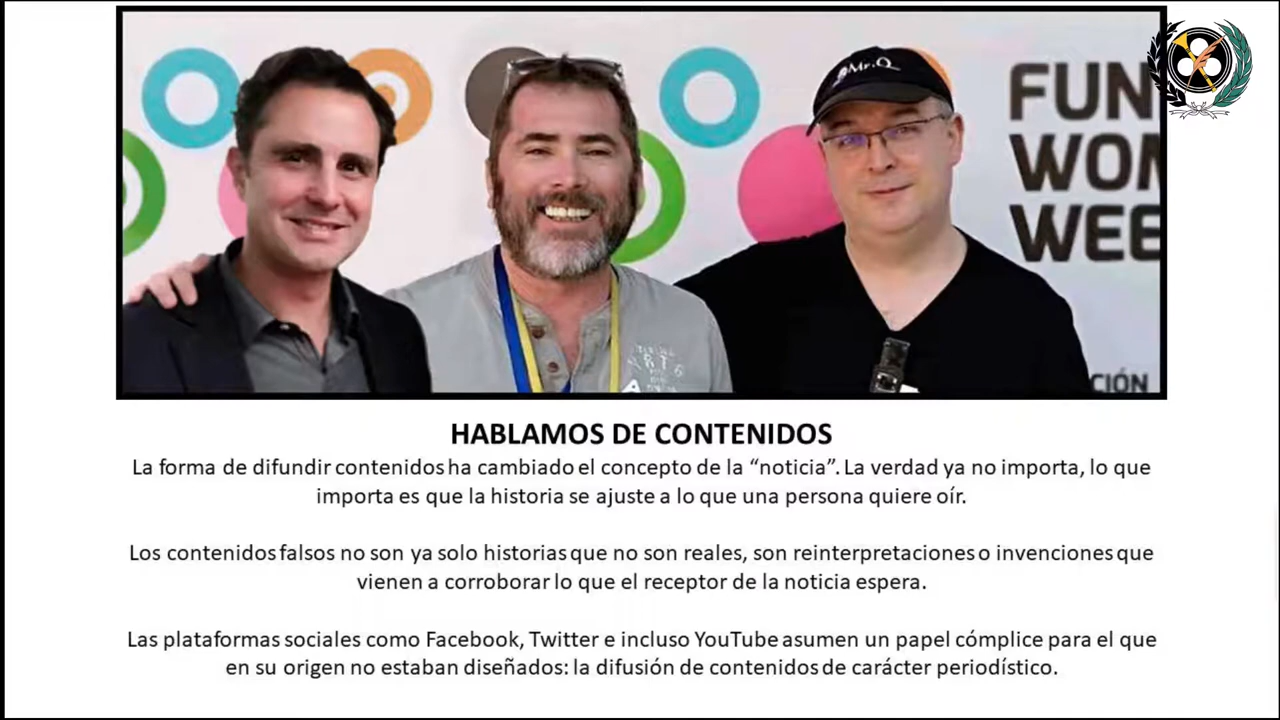 Mr.Q
FUN
WOM
WEE
ARTS
A
CIÓN
HABLAMOS DE CONTENIDOS
La forma de difundir contenidos ha cambiado el concepto de la “noticia”. La verdad ya no importa, lo que
importa es que la historia se ajuste a lo que una persona quiere oír.
Los contenidos falsos no son ya solo historias que no son reales, son reinterpretaciones o invenciones que
vienen a corroborar lo que el receptor de la noticia espera.
Las plataformas sociales como Facebook, Twitter e incluso YouTube asumen un papel cómplice para el que
en su origen no estaban diseñados: la difusión de contenidos de carácter periodístico.